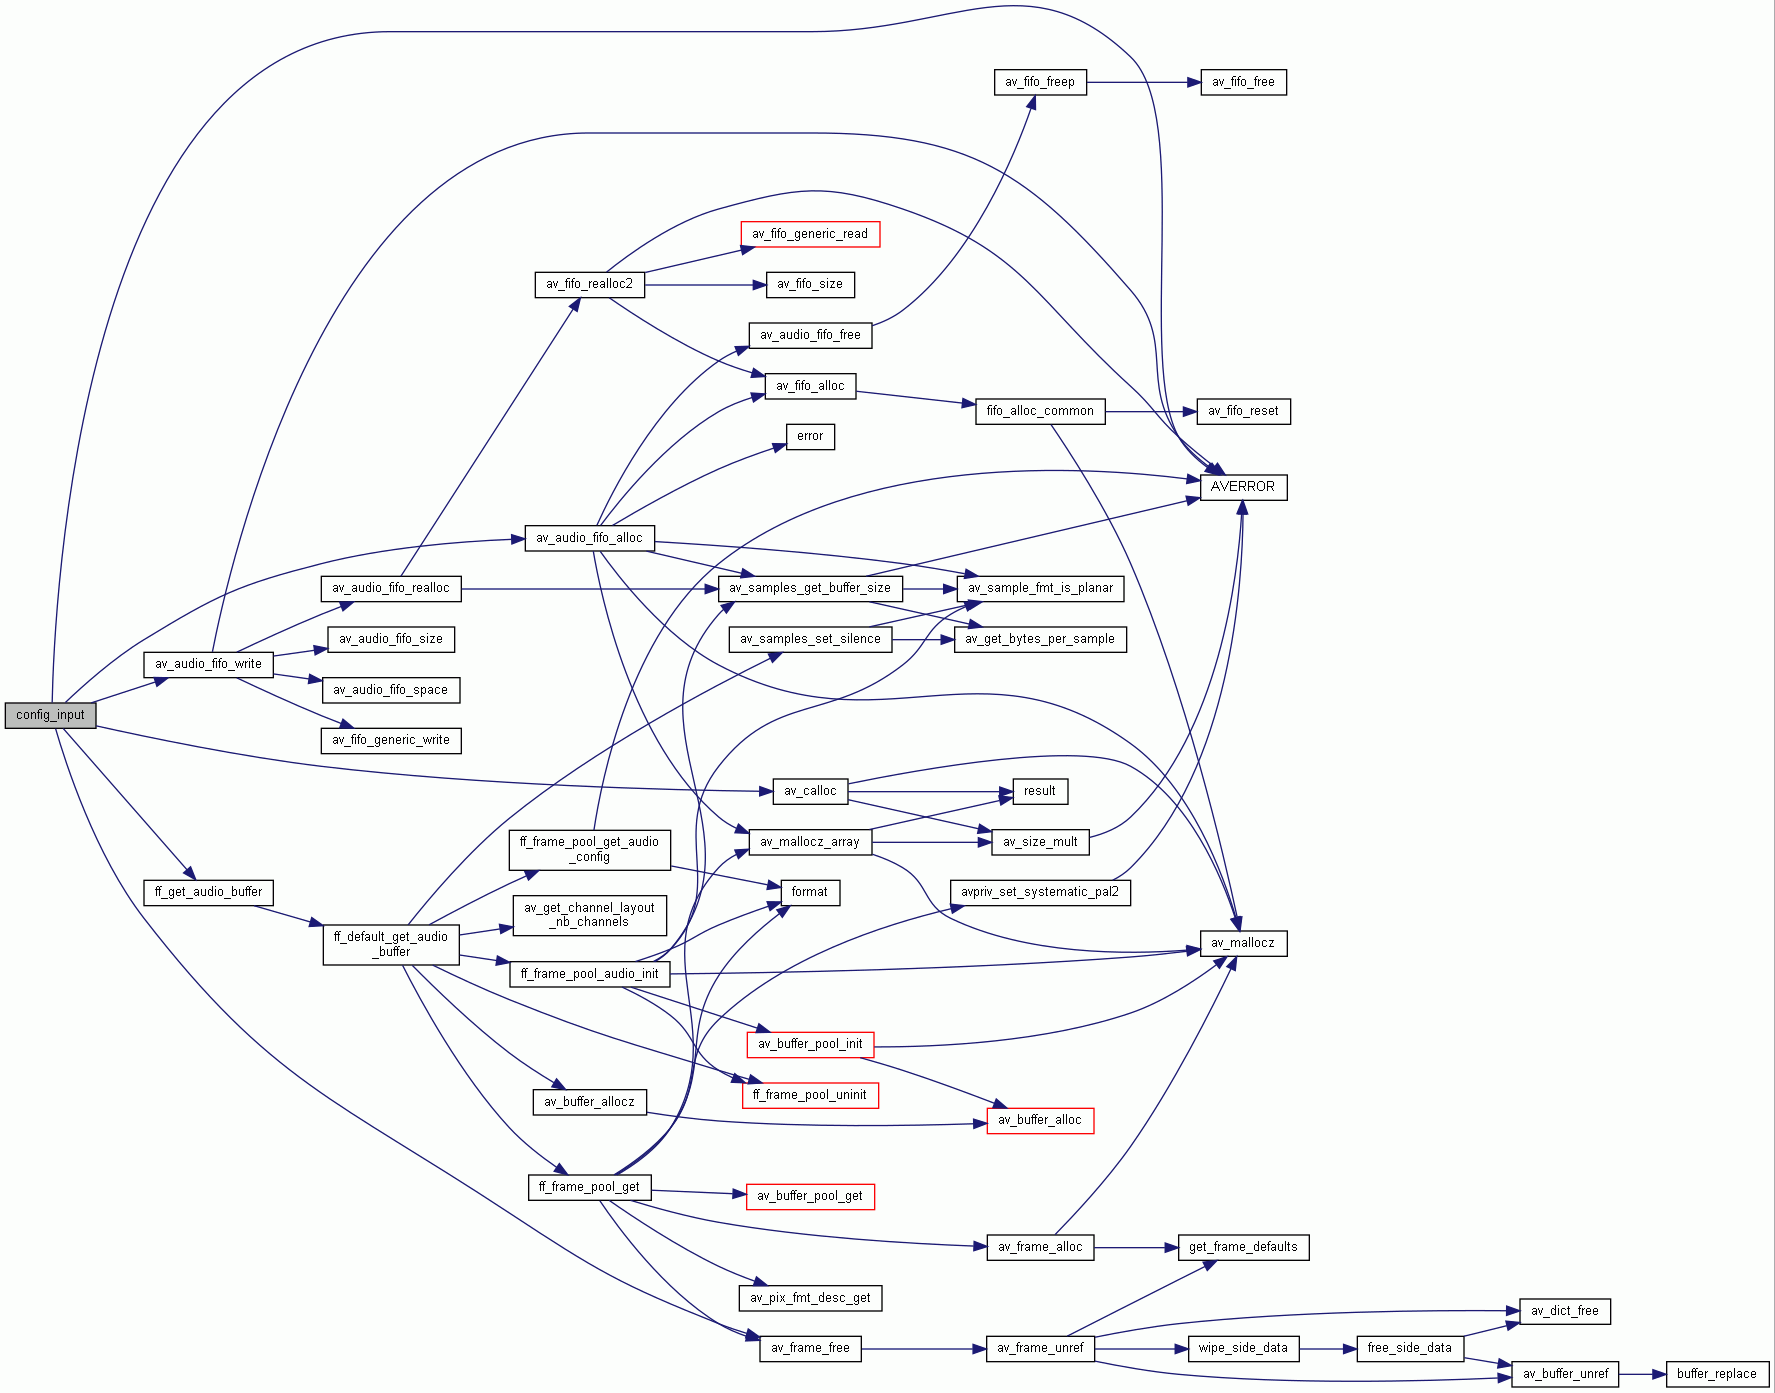 av_fifo_freep
av_fifo_free
av_fifo_generic_read
av_fifo_realloc2
av_fifo_size
av_audio_fifo_free
av_fifo_alloc
fifo_alloc_common
av_fifo_reset
error
AVERROR
av_audio_fifo_alloc
av_audio_fifo_realloc
av_samples_get_buffer_size
av_sample_fmt_is_planar
av_audio_fifo_size
av_samples_set_silence
av_get_bytes_per_sample
av_audio_fifo_write
av_audio_fifo_space
config_input
av_fifo_generic_write
av_calloc
result
ff_frame_pool_get_audio
_config
av_mallocz_array
av_size_mult
ff_get_audio_buffer
format
avpriv_set_systematic_pal2
av_get_channel_layout
_nb_channels
ff_default_get_audio
_buffer
av_mallocz
ff_frame_pool_audio_init
av_buffer_pool_init
ff_frame_pool_uninit
av_buffer_allocz
av_buffer_alloc
ff_frame_pool_get
av_buffer_pool_get
av_frame_alloc
get_frame_defaults
av_pix_fmt_desc_get
av_dict_free
av_frame_free
av_frame_unref
wipe_side_data
free_side_data
av_buffer_unref
buffer_replace